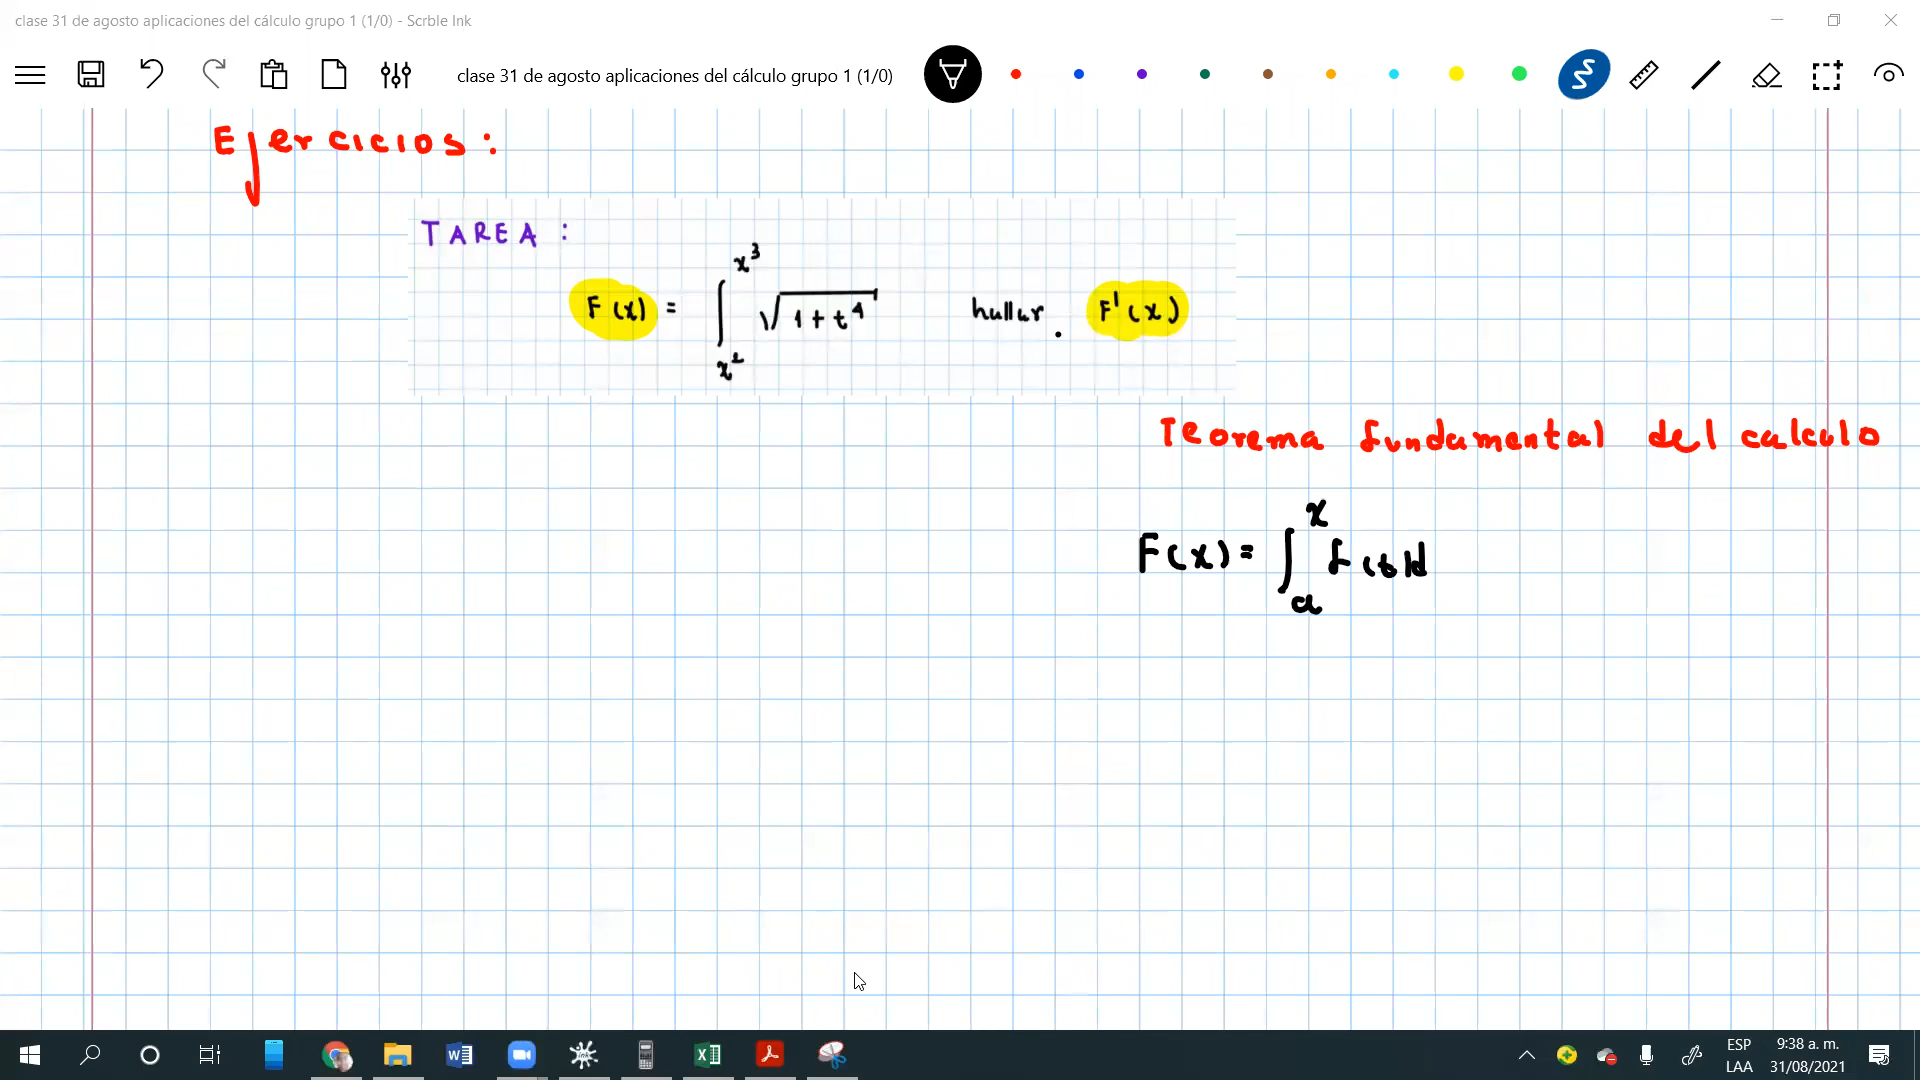 clase 31 de agosto aplicaciones del cálculo grupo 1 (1/0) - Scrble Ink
clase 31 de agosto aplicaciones del cálculo grupo 1 (1/0)
Ejercicios:
TAREA :
F(x) = ∫_{x²}^{x³} √(1+t⁴) hallar. F'(x)
Teorema fundamental del calculo
F(x) = ∫_a^x f(t)d
ESP
LAA
9:38 a. m.
31/08/2021